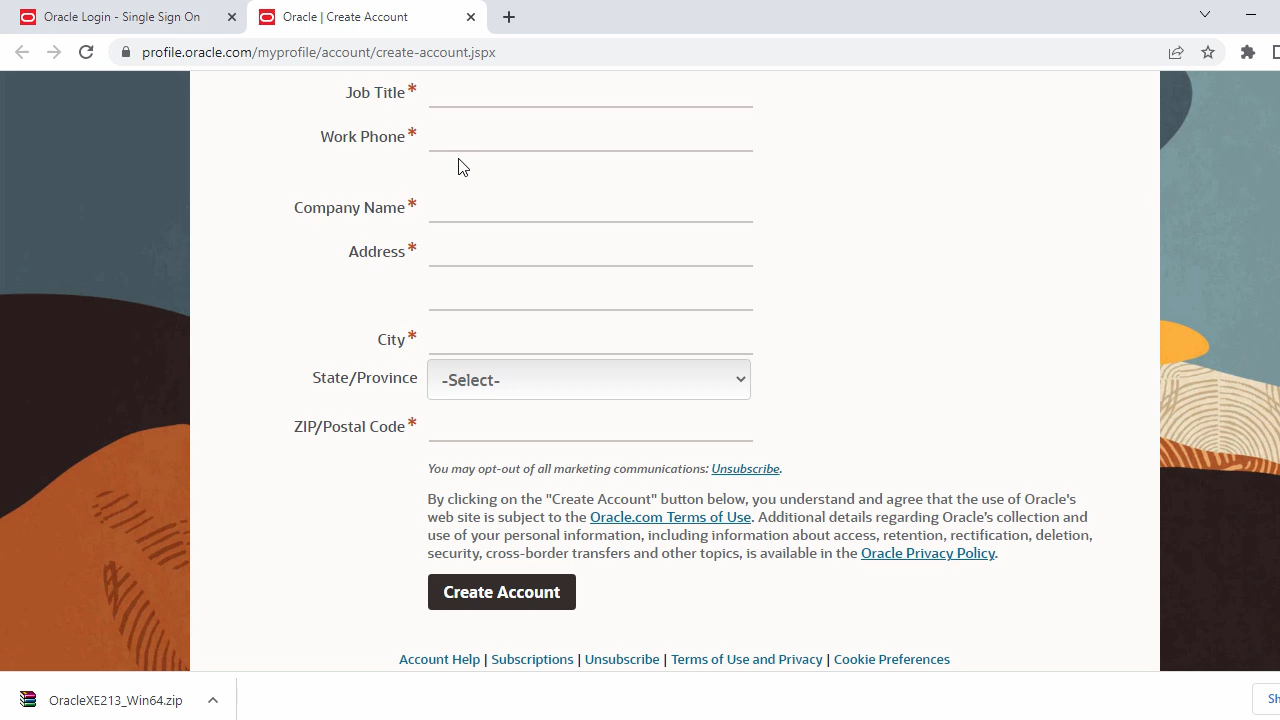 Oracle Login - Single Sign On
Oracle | Create Account
profile.oracle.com/myprofile/account/create-account.jspx
Job Title*
Work Phone*
Company Name*
Address*
City*
State/Province
-Select-
ZIP/Postal Code*
You may opt-out of all marketing communications: Unsubscribe.
By clicking on the "Create Account" button below, you understand and agree that the use of Oracle's
web site is subject to the Oracle.com Terms of Use. Additional details regarding Oracle's collection and
use of your personal information, including information about access, retention, rectification, deletion,
security, cross-border transfers and other topics, is available in the Oracle Privacy Policy.
Create Account
Account Help | Subscriptions | Unsubscribe | Terms of Use and Privacy | Cookie Preferences
OracleXE213_Win64.zip
Sh